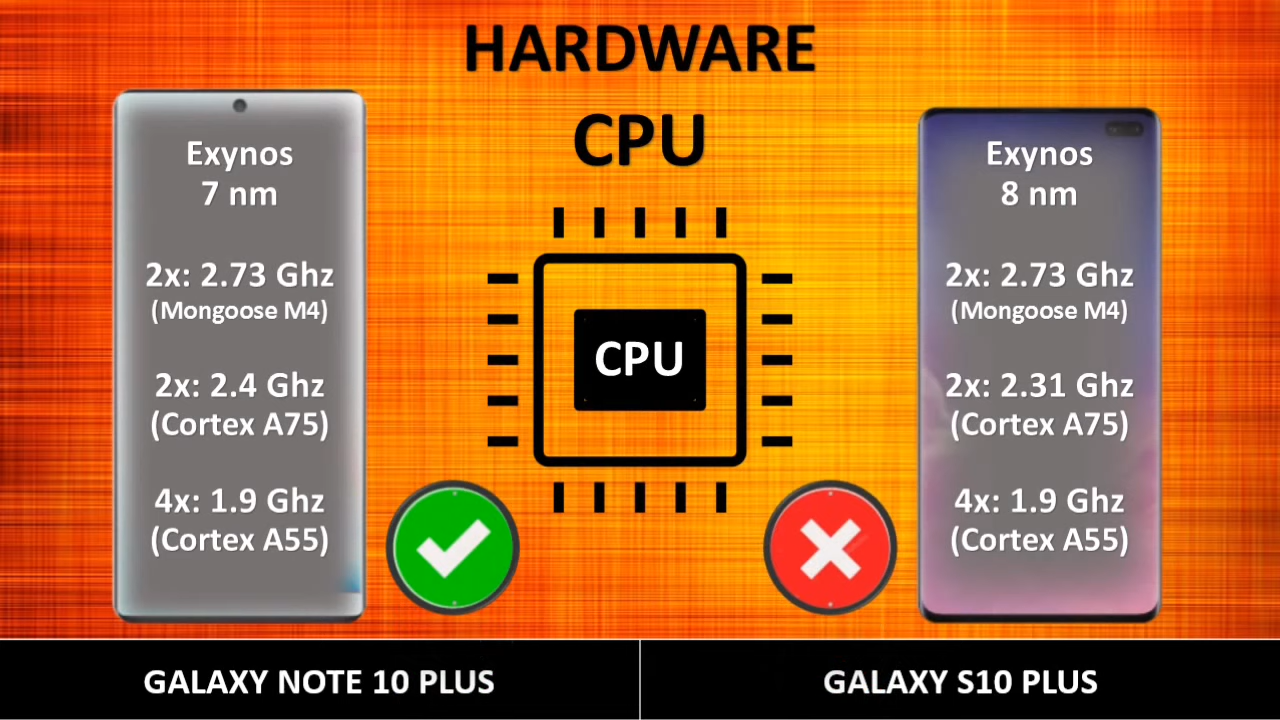 HARDWARE
CPU
Exynos
7 nm
2x: 2.73 Ghz
(Mongoose M4)
2x: 2.4 Ghz
(Cortex A75)
4x: 1.9 Ghz
(Cortex A55)
CPU
Exynos
8 nm
2x: 2.73 Ghz
(Mongoose M4)
2x: 2.31 Ghz
(Cortex A75)
4x: 1.9 Ghz
(Cortex A55)
GALAXY NOTE 10 PLUS
GALAXY S10 PLUS